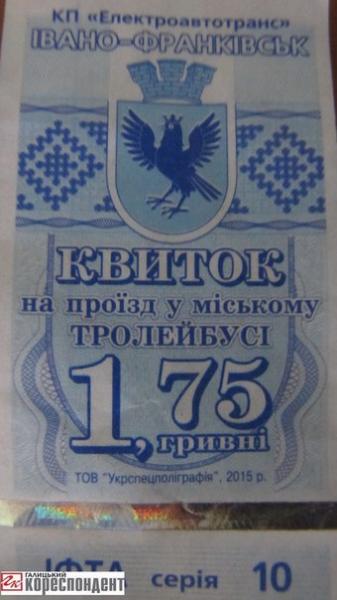 КП «Електроавтотранс»
ІВАНО-ФРАНКІВСЬК
КВИТОК
на проїзд у міському
ТРОЛЕЙБУСІ
1,75
гривні
ТОВ "Укрспецполіграфія", 2015 р.
ІФТА серія 10
ГАЛИЦЬКИЙ
КОРЕСПОНДЕНТ